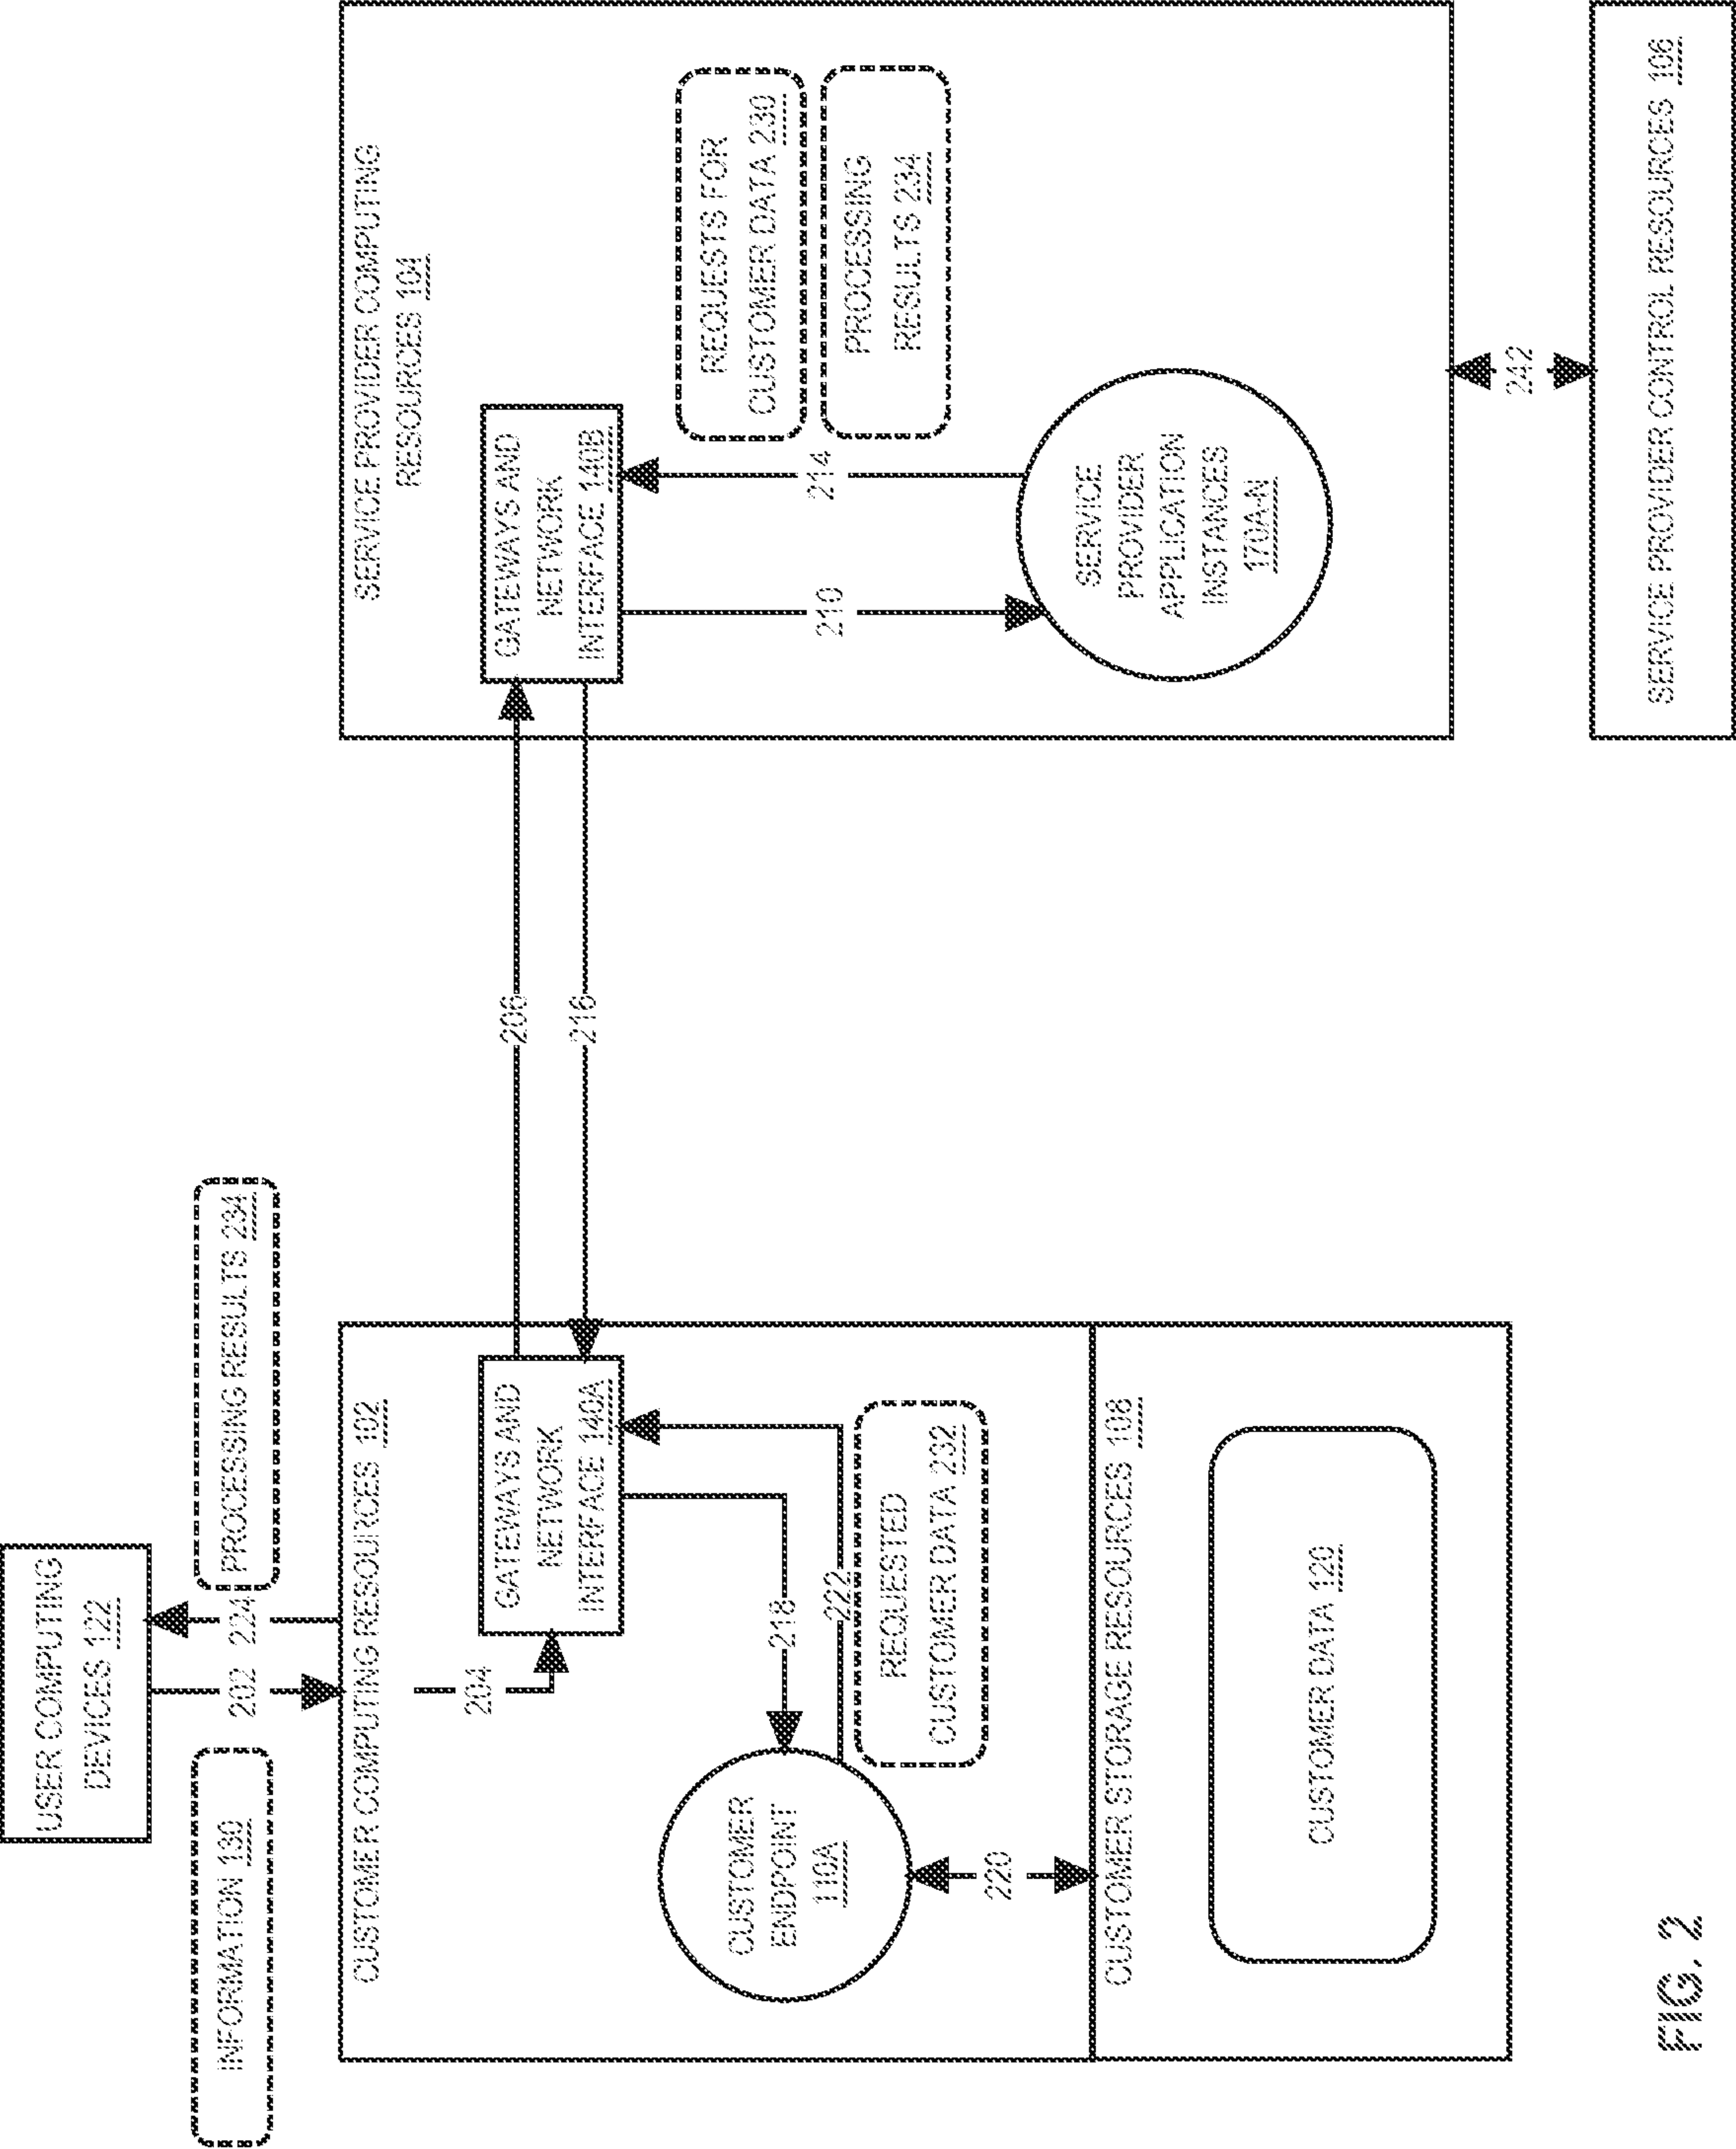 USER COMPUTING
DEVICES 122
INFORMATION 130
202
224
PROCESSING RESULTS 234
CUSTOMER COMPUTING RESOURCES 102
204
GATEWAYS AND
NETWORK
INTERFACE 140A
206
216
218
222
CUSTOMER
ENDPOINT
110A
REQUESTED
CUSTOMER DATA 232
220
CUSTOMER STORAGE RESOURCES 108
CUSTOMER DATA 120
SERVICE PROVIDER COMPUTING
RESOURCES 104
GATEWAYS AND
NETWORK
INTERFACE 140B
210
214
REQUESTS FOR
CUSTOMER DATA 230
PROCESSING
RESULTS 234
SERVICE
PROVIDER
APPLICATION
INSTANCES
170A-N
242
SERVICE PROVIDER CONTROL RESOURCES 106
FIG. 2